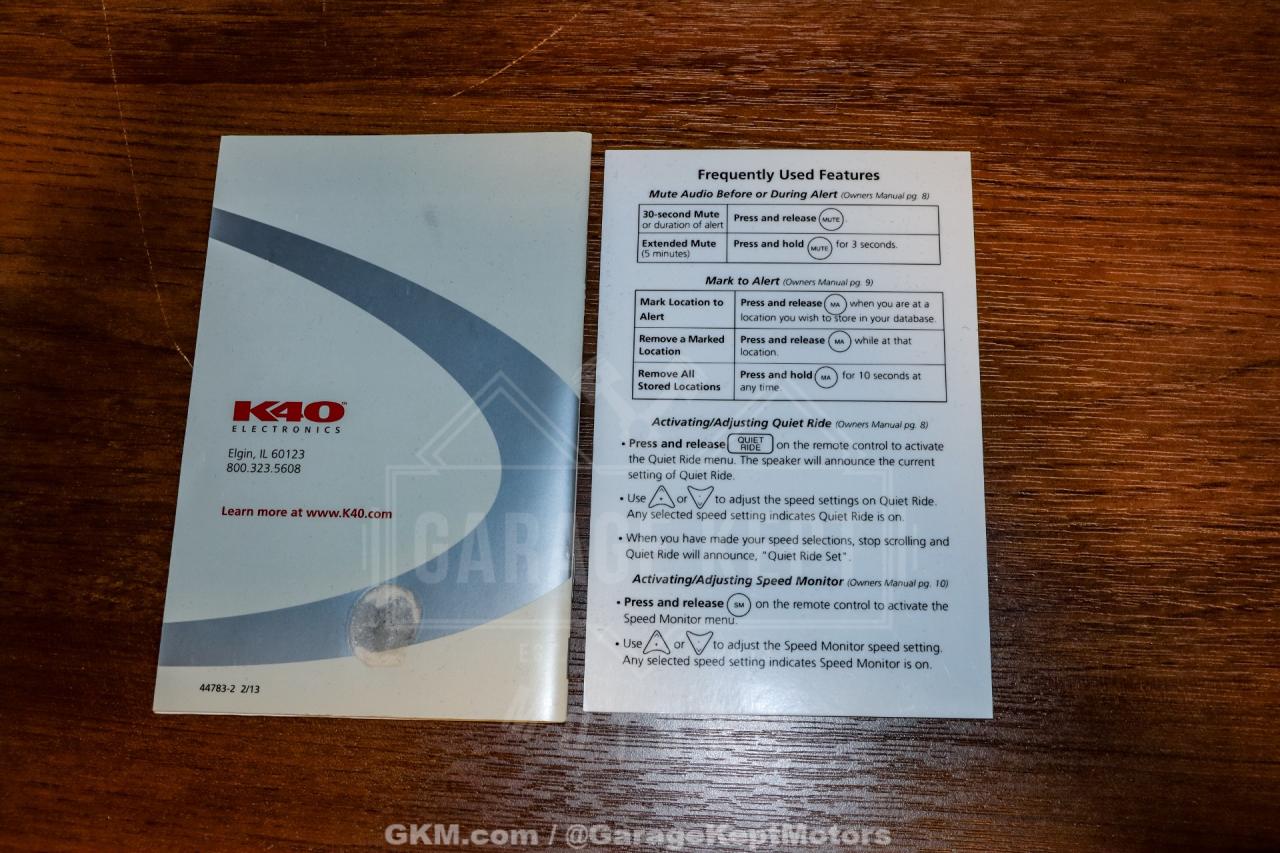 K40™
ELECTRONICS
Elgin, IL 60123
800.323.5608
Learn more at www.K40.com
44783-2 2/13
Frequently Used Features
Mute Audio Before or During Alert (Owners Manual pg. 8)
30-second Mute
or duration of alert
Press and release MUTE.
Extended Mute
(5 minutes)
Press and hold MUTE for 3 seconds.
Mark to Alert (Owners Manual pg. 9)
Mark Location to
Alert
Press and release MA when you are at a
location you wish to store in your database.
Remove a Marked
Location
Press and release MA while at that
location.
Remove All
Stored Locations
Press and hold MA for 10 seconds at
any time.
Activating/Adjusting Quiet Ride (Owners Manual pg. 8)
• Press and release QUIET RIDE on the remote control to activate
the Quiet Ride menu. The speaker will announce the current
setting of Quiet Ride.
• Use + or - to adjust the speed settings on Quiet Ride.
Any selected speed setting indicates Quiet Ride is on.
• When you have made your speed selections, stop scrolling and
Quiet Ride will announce, "Quiet Ride Set".
Activating/Adjusting Speed Monitor (Owners Manual pg. 10)
• Press and release SM on the remote control to activate the
Speed Monitor menu.
• Use + or - to adjust the Speed Monitor speed setting.
Any selected speed setting indicates Speed Monitor is on.
GARAGE KEPT
GKM.com / @GarageKeptMotors